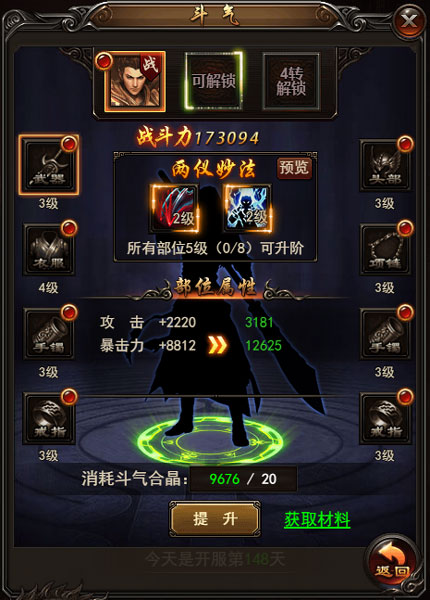 斗气
战
可解锁
4转
解锁
战斗力173094
两仪妙法
预览
2级
2级
所有部位5级（0/8）可升阶
武器
3级
头部
3级
衣服
4级
项链
3级
部位属性
攻 击 +2220 3181
暴击力 +8812 12625
手镯
3级
手镯
3级
戒指
3级
戒指
3级
消耗斗气合晶： 9676 / 20
提 升
获取材料
今天是开服第148天
返回